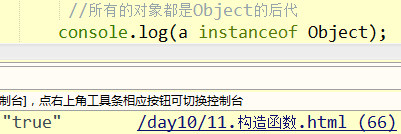 //所有的对象都是Object的后代
console.log(a instanceof Object);
制台]，点右上角工具条相应按钮可切换控制台
"true" /day10/11.构造函数.html (66)